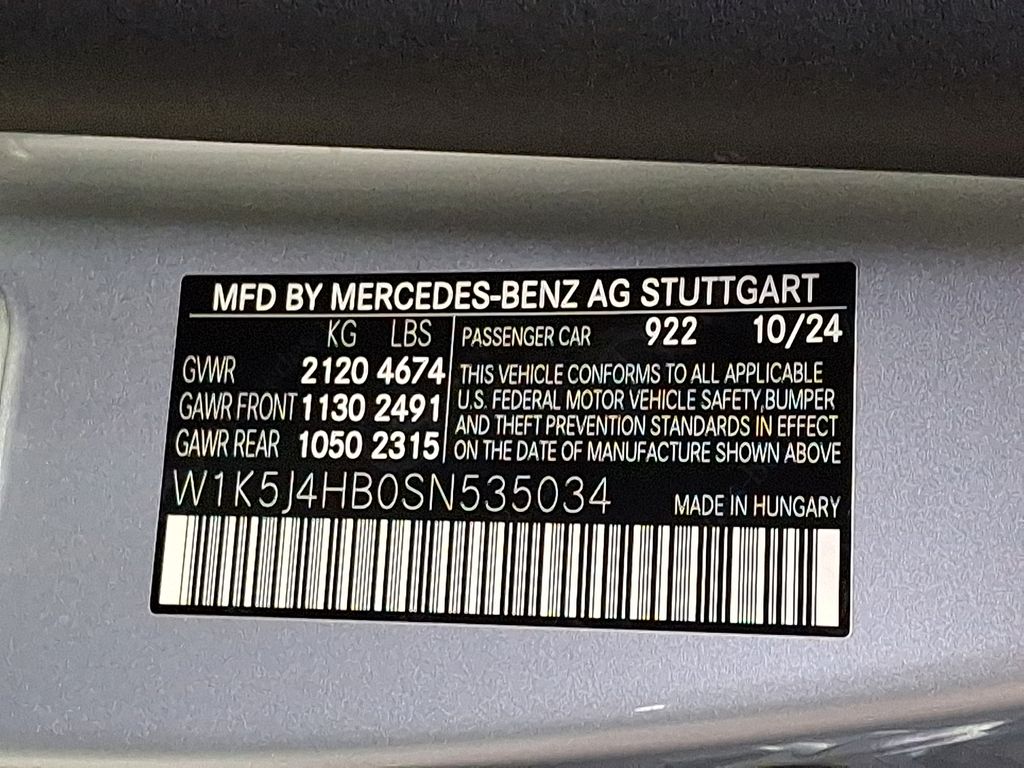 MFD BY MERCEDES-BENZ AG STUTTGART
KG LBS
GVWR 2120 4674
GAWR FRONT 1130 2491
GAWR REAR 1050 2315
PASSENGER CAR 922 10/24
THIS VEHICLE CONFORMS TO ALL APPLICABLE
U.S. FEDERAL MOTOR VEHICLE SAFETY,BUMPER
AND THEFT PREVENTION STANDARDS IN EFFECT
ON THE DATE OF MANUFACTURE SHOWN ABOVE
W1K5J4HB0SN535034
MADE IN HUNGARY